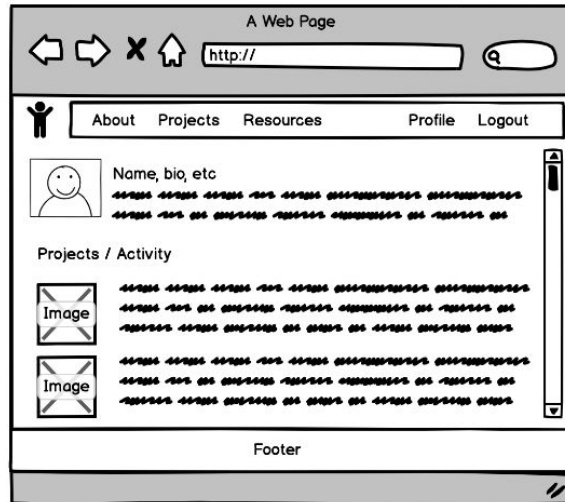 A Web Page
http://
About Projects Resources Profile Logout
Name, bio, etc
Projects / Activity
Image
Image
Footer